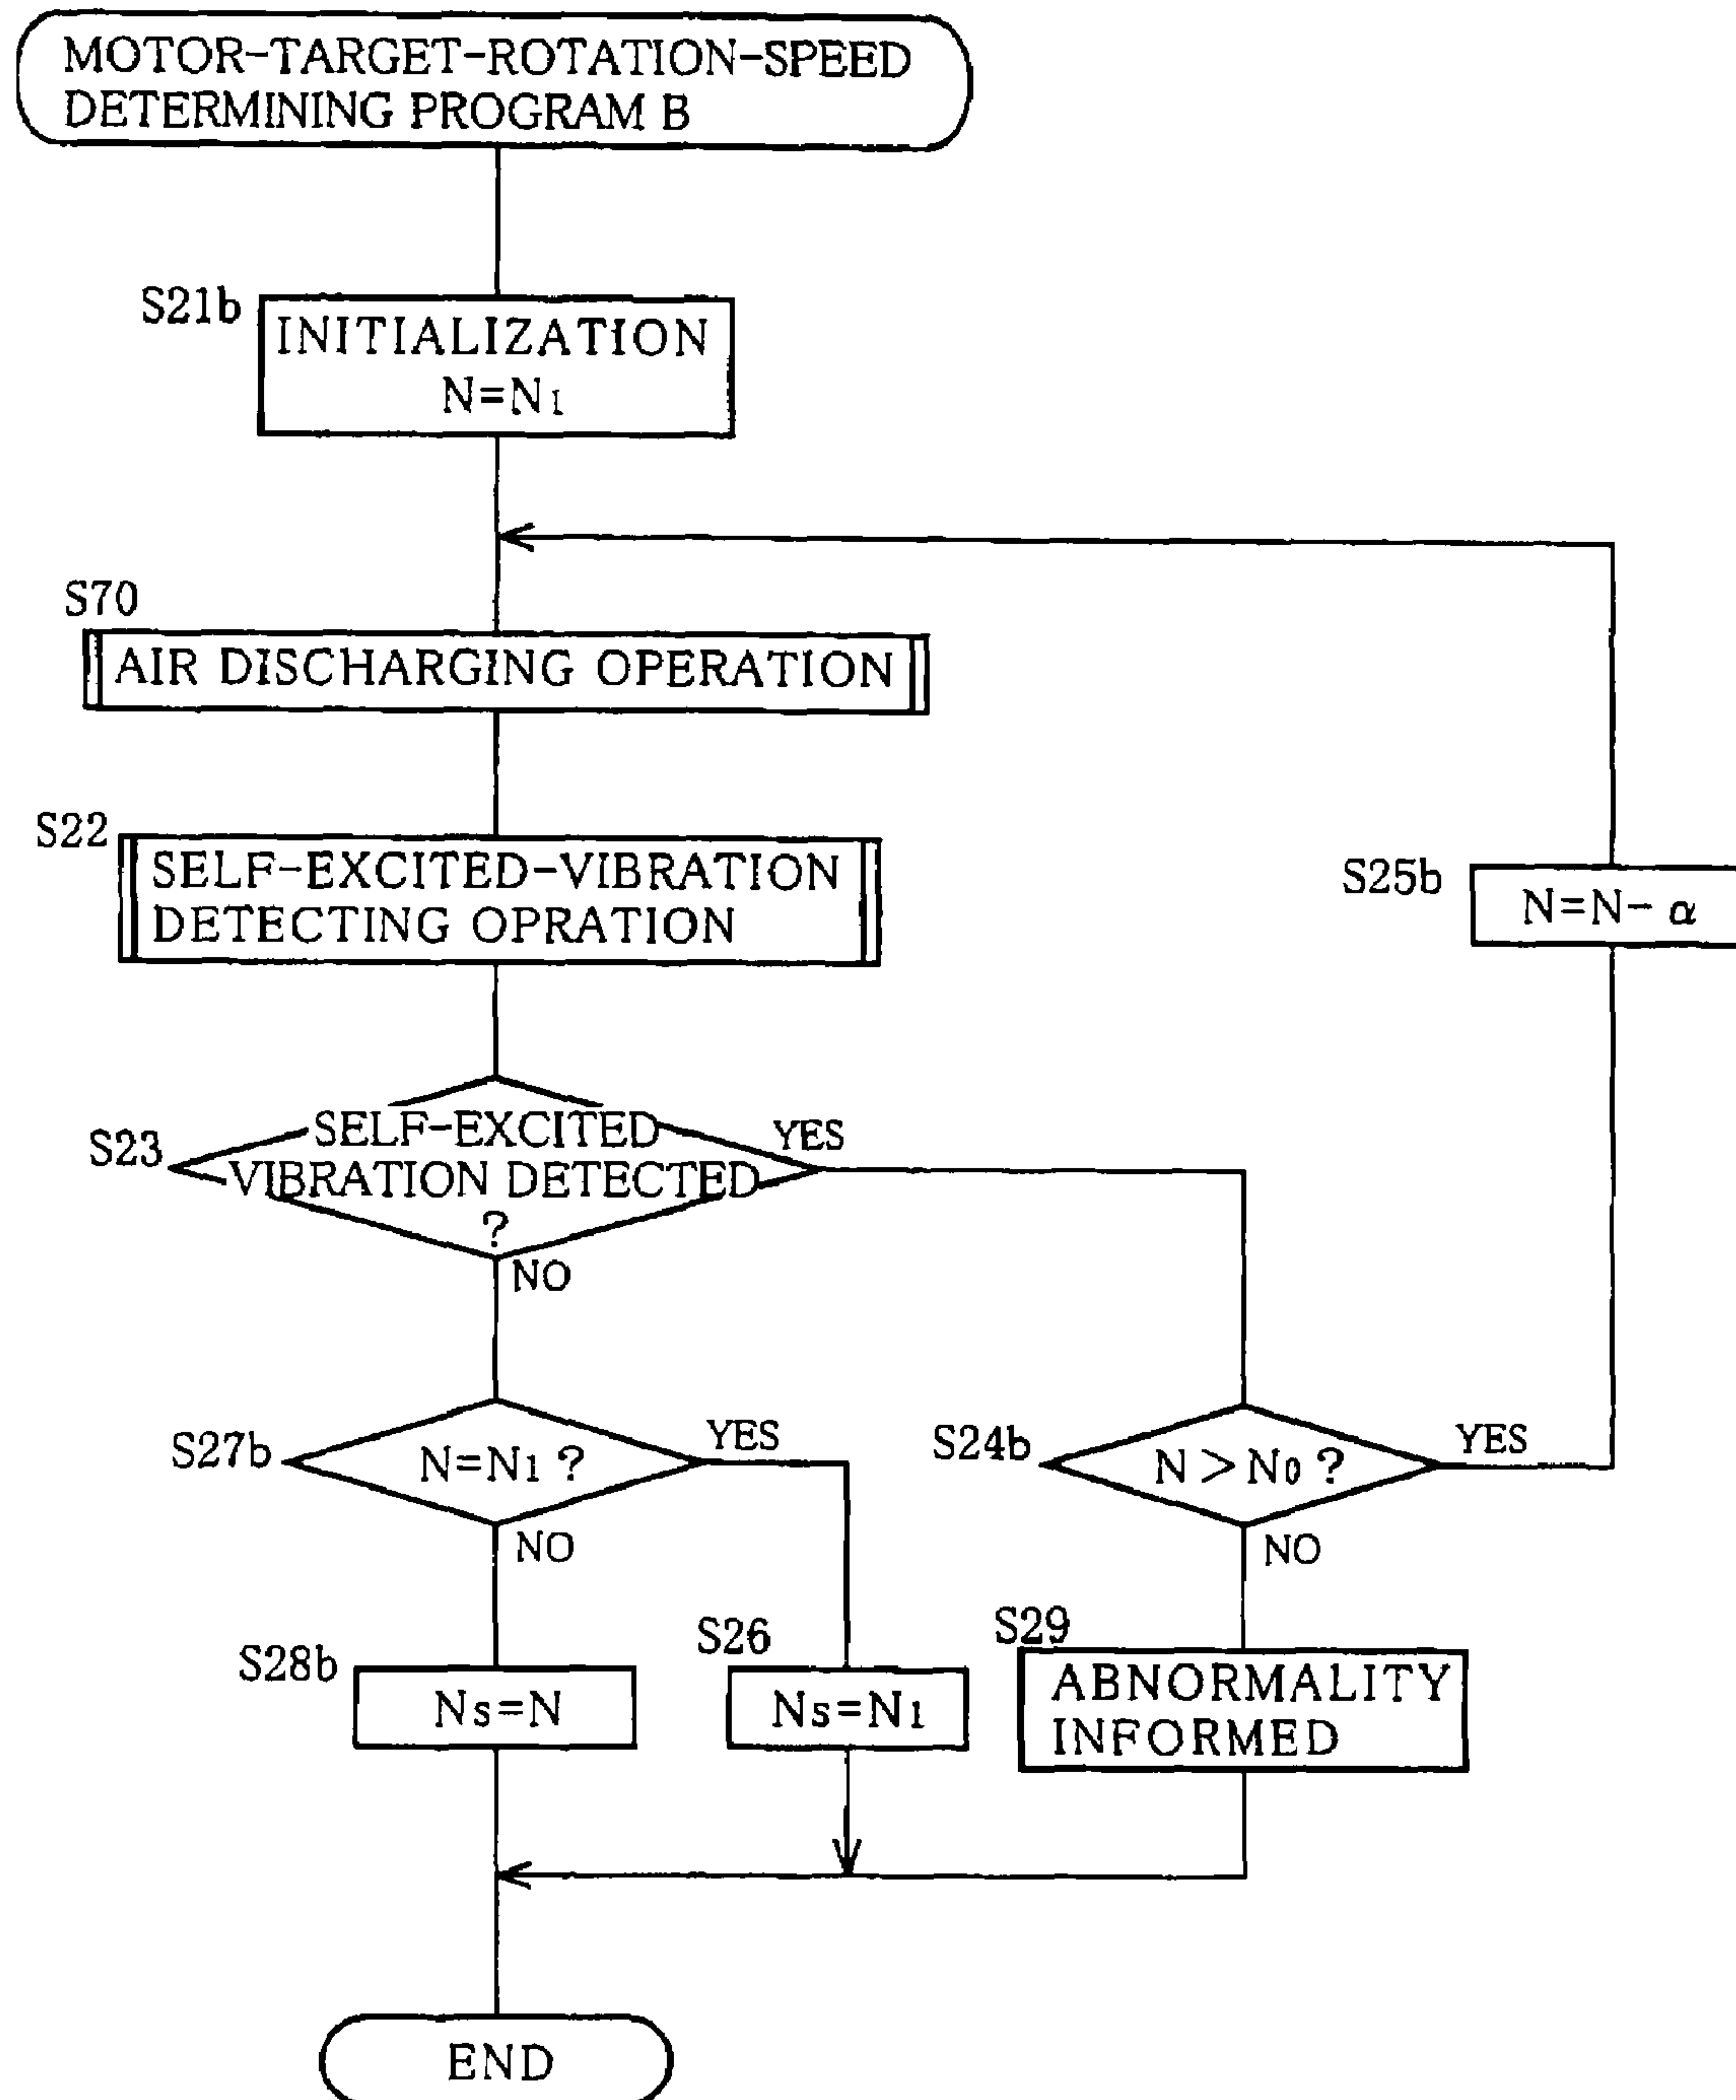 MOTOR-TARGET-ROTATION-SPEED
DETERMINING PROGRAM B
S21b
INITIALIZATION
N=N1
S70
AIR DISCHARGING OPERATION
S22
SELF-EXCITED-VIBRATION
DETECTING OPRATION
S25b
N=N-α
S23
SELF-EXCITED
VIBRATION DETECTED
?
YES
NO
S27b
N=N1 ?
YES
NO
S24b
N>N0 ?
YES
NO
S28b
Ns=N
S26
Ns=N1
S29
ABNORMALITY
INFORMED
END